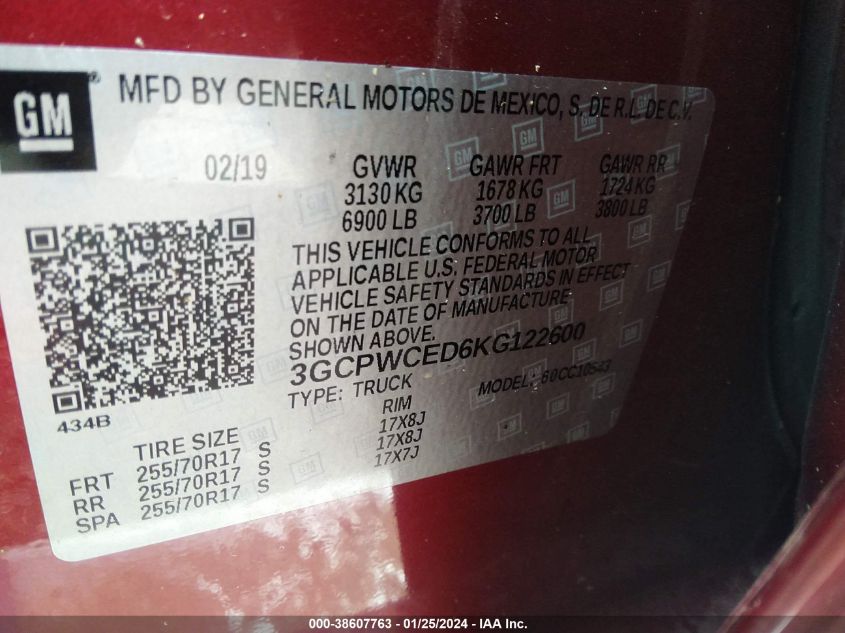 GM
®
MFD BY GENERAL MOTORS DE MEXICO, S. DE R.L. DE C.V.
02/19 GVWR GAWR FRT GAWR RR
3130 KG 1678 KG 1724 KG
6900 LB 3700 LB 3800 LB
THIS VEHICLE CONFORMS TO ALL
APPLICABLE U.S. FEDERAL MOTOR
VEHICLE SAFETY STANDARDS IN EFFECT
ON THE DATE OF MANUFACTURE
SHOWN ABOVE.
3GCPWCED6KG122600
TYPE: TRUCK MODEL:
434B
TIRE SIZE RIM
FRT 255/70R17 S 17X8J
RR 255/70R17 S 17X8J
SPA 255/70R17 S 17X7J
000-38607763 - 01/25/2024 - IAA Inc.